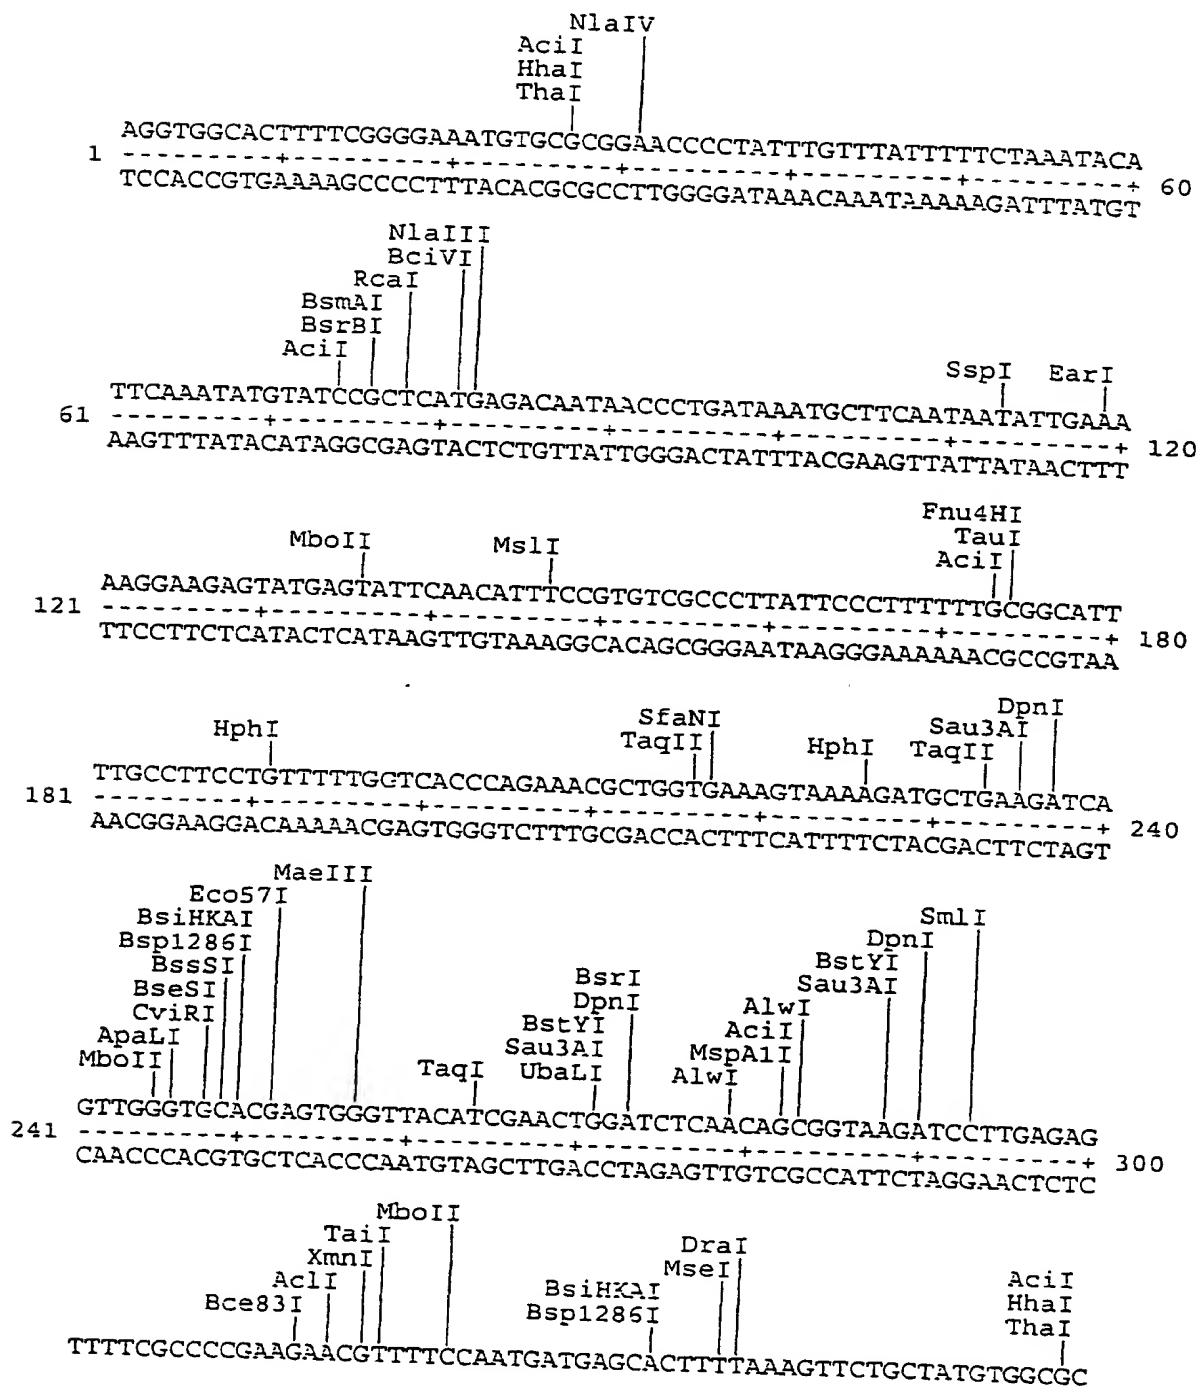 NlaIV
AciI
HhaI
ThaI
AGGTGGCACTTTTCGGGGAAATGTGCGCGGAACCCCTATTTGTTTATTTTTCTAAATACA
1 ---------+---------+---------+---------+---------+---------+ 60
TCCACCGTGAAAAGCCCCTTTACACGCGCCTTGGGGATAAACAAATAAAAAGATTTATGT
NlaIII
BciVI
RcaI
BsmAI
BsrBI
AciI
SspI EarI
TTCAAATATGTATCCGCTCATGAGACAATAACCCTGATAAATGCTTCAATAATATTGAAA
61 ---------+---------+---------+---------+---------+---------+ 120
AAGTTTATACATAGGCGAGTACTCTGTTATTGGGACTATTTACGAAGTTATTATAACTTT
Fnu4HI
TauI
MboII MslI AciI
AAGGAAGAGTATGAGTATTCAACATTTCCGTGTCGCCCTTATTCCCTTTTTTGCGGCATT
121 ---------+---------+---------+---------+---------+---------+ 180
TTCCTTCTCATACTCATAAGTTGTAAAGGCACAGCGGGAATAAGGGAAAAAACGCCGTAA
DpnI
SfaNI Sau3AI
HphI TaqII HphI TaqII
TTGCCTTCCTGTTTTTGCTCACCCAGAAACGCTGGTGAAAGTAAAAGATGCTGAAGATCA
181 ---------+---------+---------+---------+---------+---------+ 240
AACGGAAGGACAAAAACGAGTGGGTCTTTGCGACCACTTTCATTTTCTACGACTTCTAGT
MaeIII
Eco57I
BsiHKAI SmlI
Bsp1286I DpnI
BssSI BsrI BstYI
BseSI DpnI Sau3AI
CviRI BstYI AlwI
ApaLI Sau3AI AciI
MboII TaqI UbaLI MspA1I
AlwI
GTTGGGTGCACGAGTGGGTTACATCGAACTGGATCTCAACAGCGGTAAGATCCTTGAGAG
241 ---------+---------+---------+---------+---------+---------+ 300
CAACCCACGTGCTCACCCAATGTAGCTTGACCTAGAGTTGTCGCCATTCTAGGAACTCTC
MboII
TaiI DraI
XmnI MseI
AclI BsiHKAI AciI
Bce83I Bsp1286I HhaI
ThaI
TTTTCGCCCCGAAGAACGTTTTCCAATGATGAGCACTTTTAAAGTTCTGCTATGTGGCGC